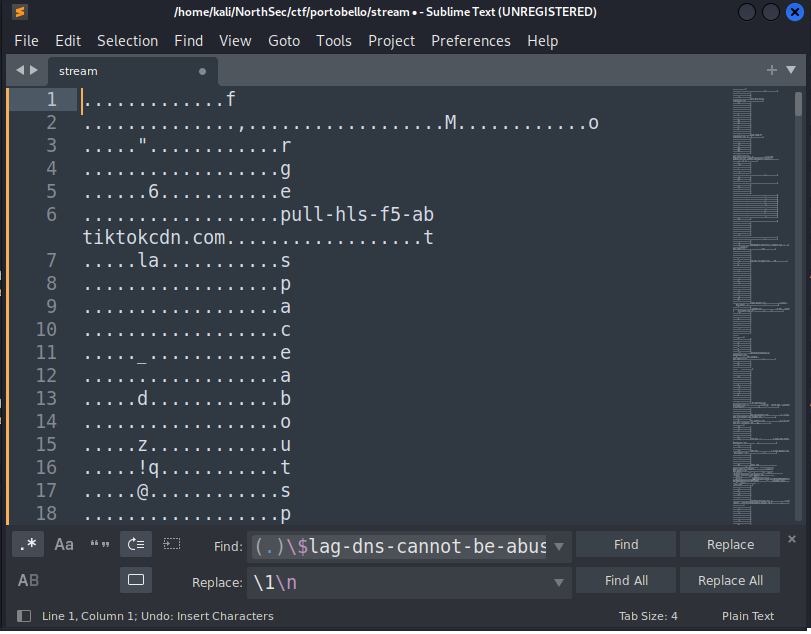 /home/kali/NorthSec/ctf/portobello/stream • - Sublime Text (UNREGISTERED)
File Edit Selection Find View Goto Tools Project Preferences Help
stream
1 .............f
2 ..............,..................M............o
3 ....."............r
4 ..................g
5 ......6...........e
6 ..................pull-hls-f5-ab
tiktokcdn.com..................t
7 .....la...........s
8 ..................p
9 ..................a
10 ..................c
11 ....._............e
12 ..................a
13 .....d............b
14 ..................o
15 .....z............u
16 .....!q...........t
17 .....@............s
18 ..................p
.* Aa “” Find: (.)\$lag-dns-cannot-be-abus Find Replace
AB Replace: \1\n Find All Replace All
Line 1, Column 1; Undo: Insert Characters Tab Size: 4 Plain Text